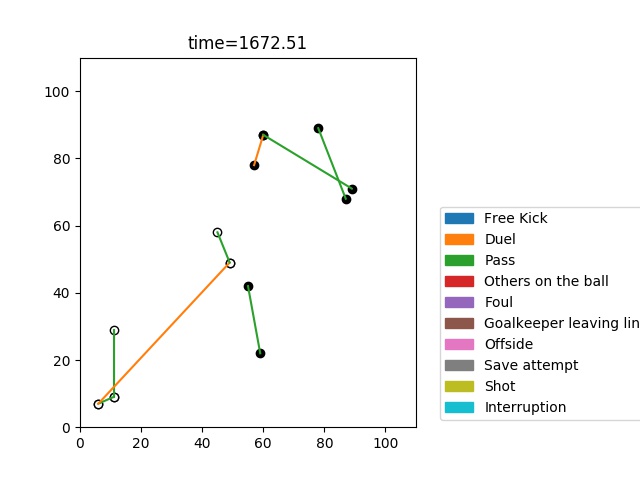 time=1672.51
100
80
60
40
20
0
0 20 40 60 80 100
Free Kick
Duel
Pass
Others on the ball
Foul
Goalkeeper leaving lin
Offside
Save attempt
Shot
Interruption